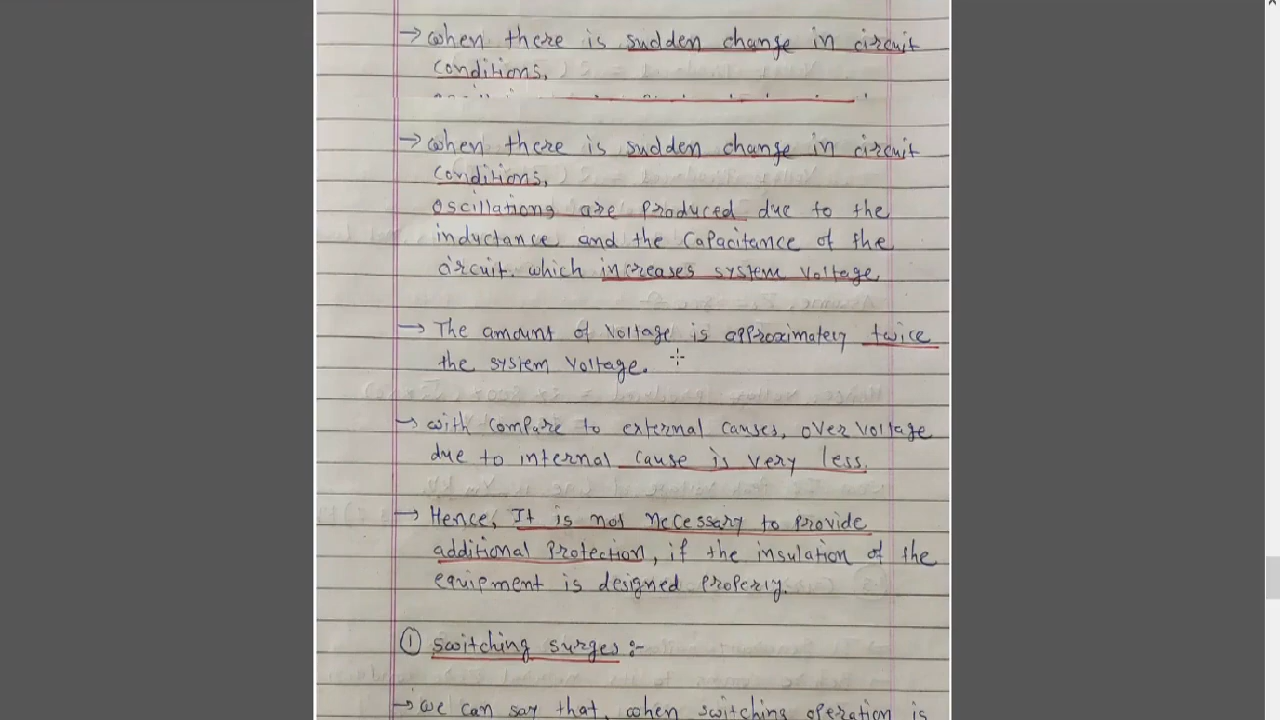 → when there is sudden change in circuit
conditions,
→ when there is sudden change in circuit
conditions,
oscillations are produced due to the
inductance and the capacitance of the
circuit. which increases system voltage.
→ The amount of voltage is approximately twice
the system voltage.
→ with compare to external causes, over voltage
due to internal cause is very less.
→ Hence, It is not necessary to provide
additional protection, if the insulation of the
equipment is designed properly.
① switching surges :-
→ we can say that, when switching operation is